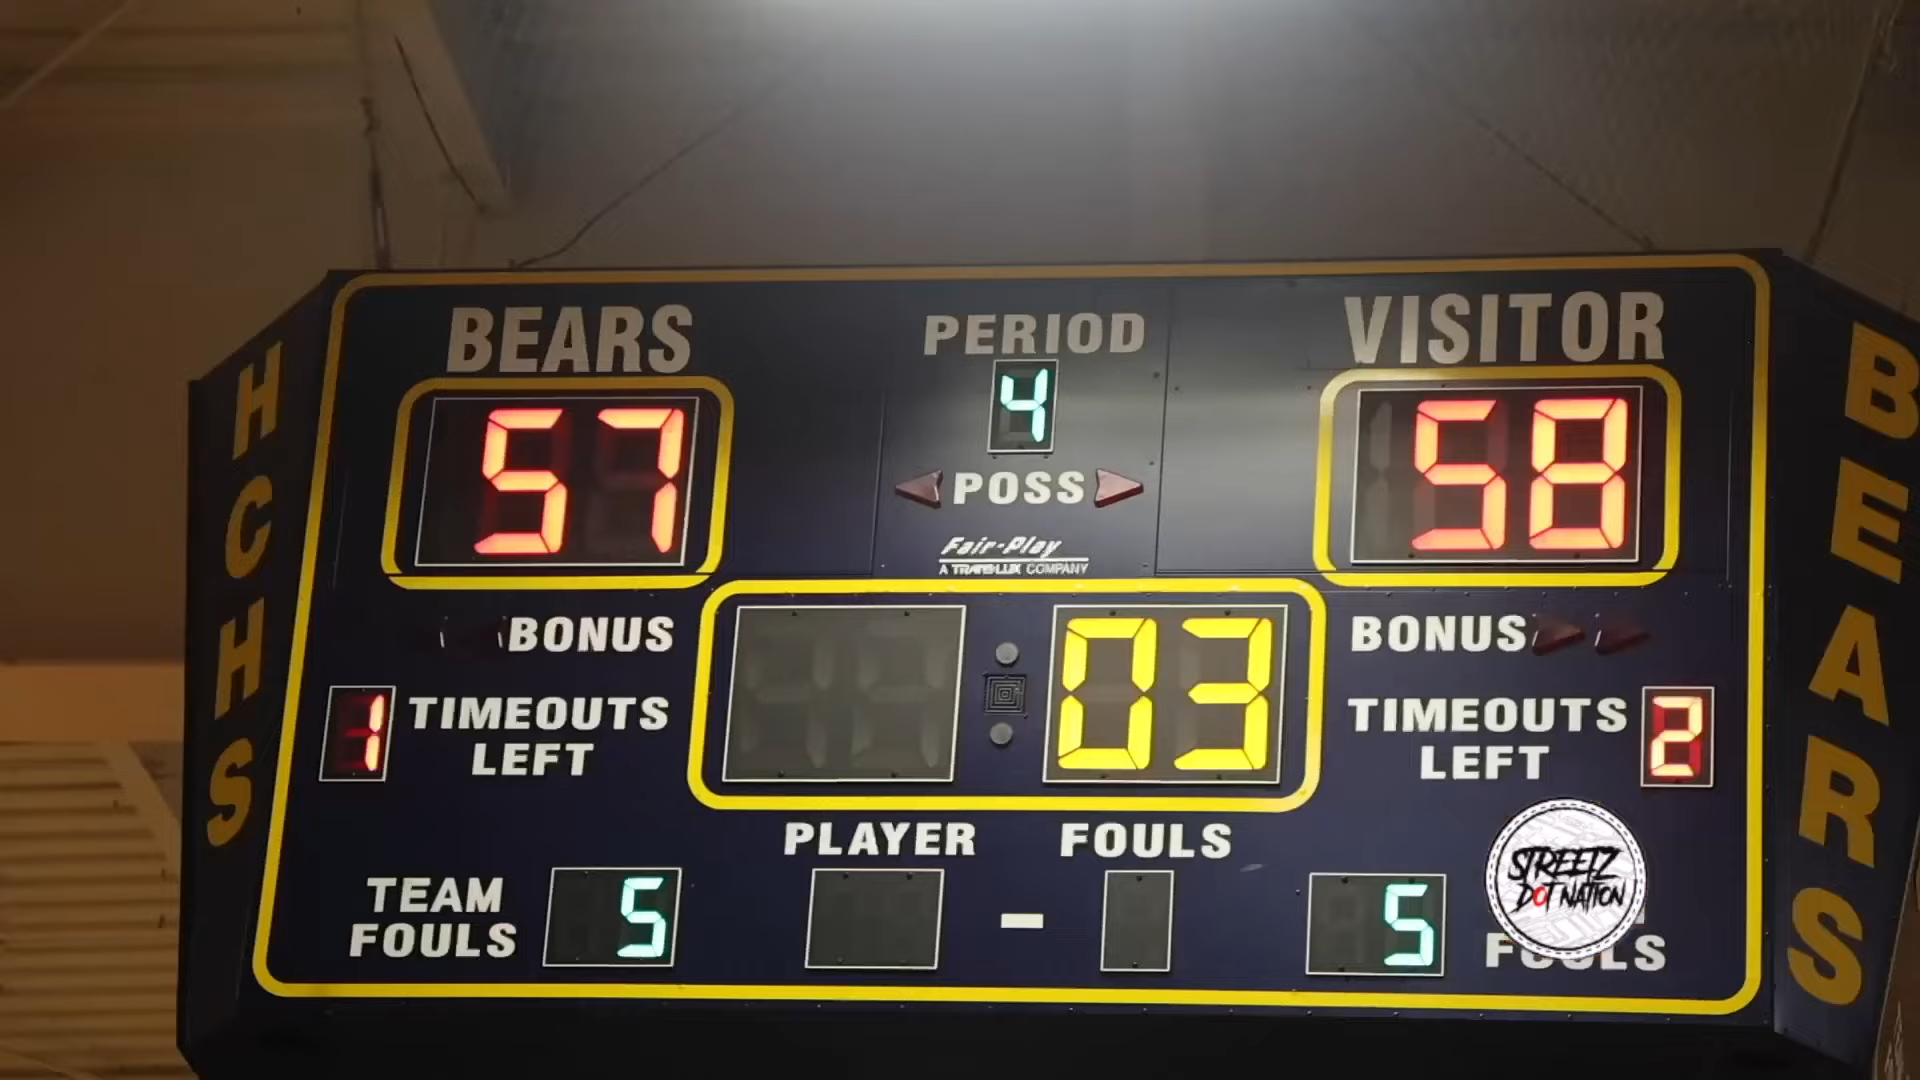 BEARS
PERIOD
VISITOR
57
4
58
POSS
Fair-Play
A TRANS-LUX COMPANY
BONUS
03
BONUS
1
TIMEOUTS
LEFT
TIMEOUTS
LEFT
2
PLAYER
FOULS
TEAM
FOULS
5
-
5
FOULS
STREETZ
DOT NATION
HCHS
BEARS